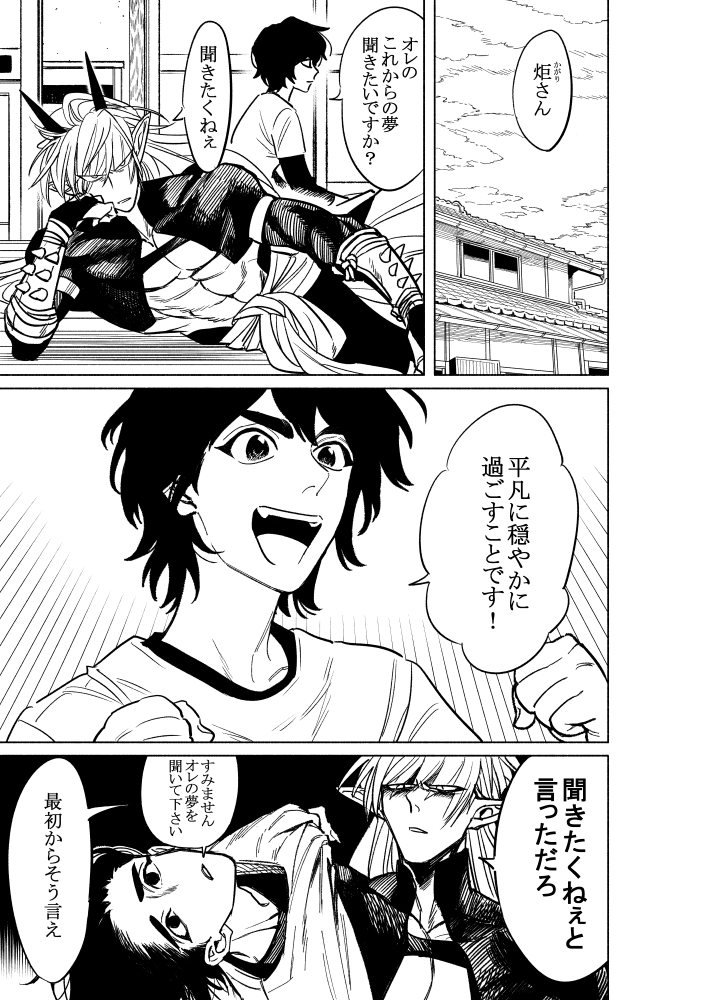 炬さん
かがり
オレの
これからの夢
聞きたいですか？
聞きたくねぇ
平凡に穏やかに
過ごすことです！
聞きたくねぇと
言っただろ
すみません
オレの夢を
聞いて下さい
最初からそう言え